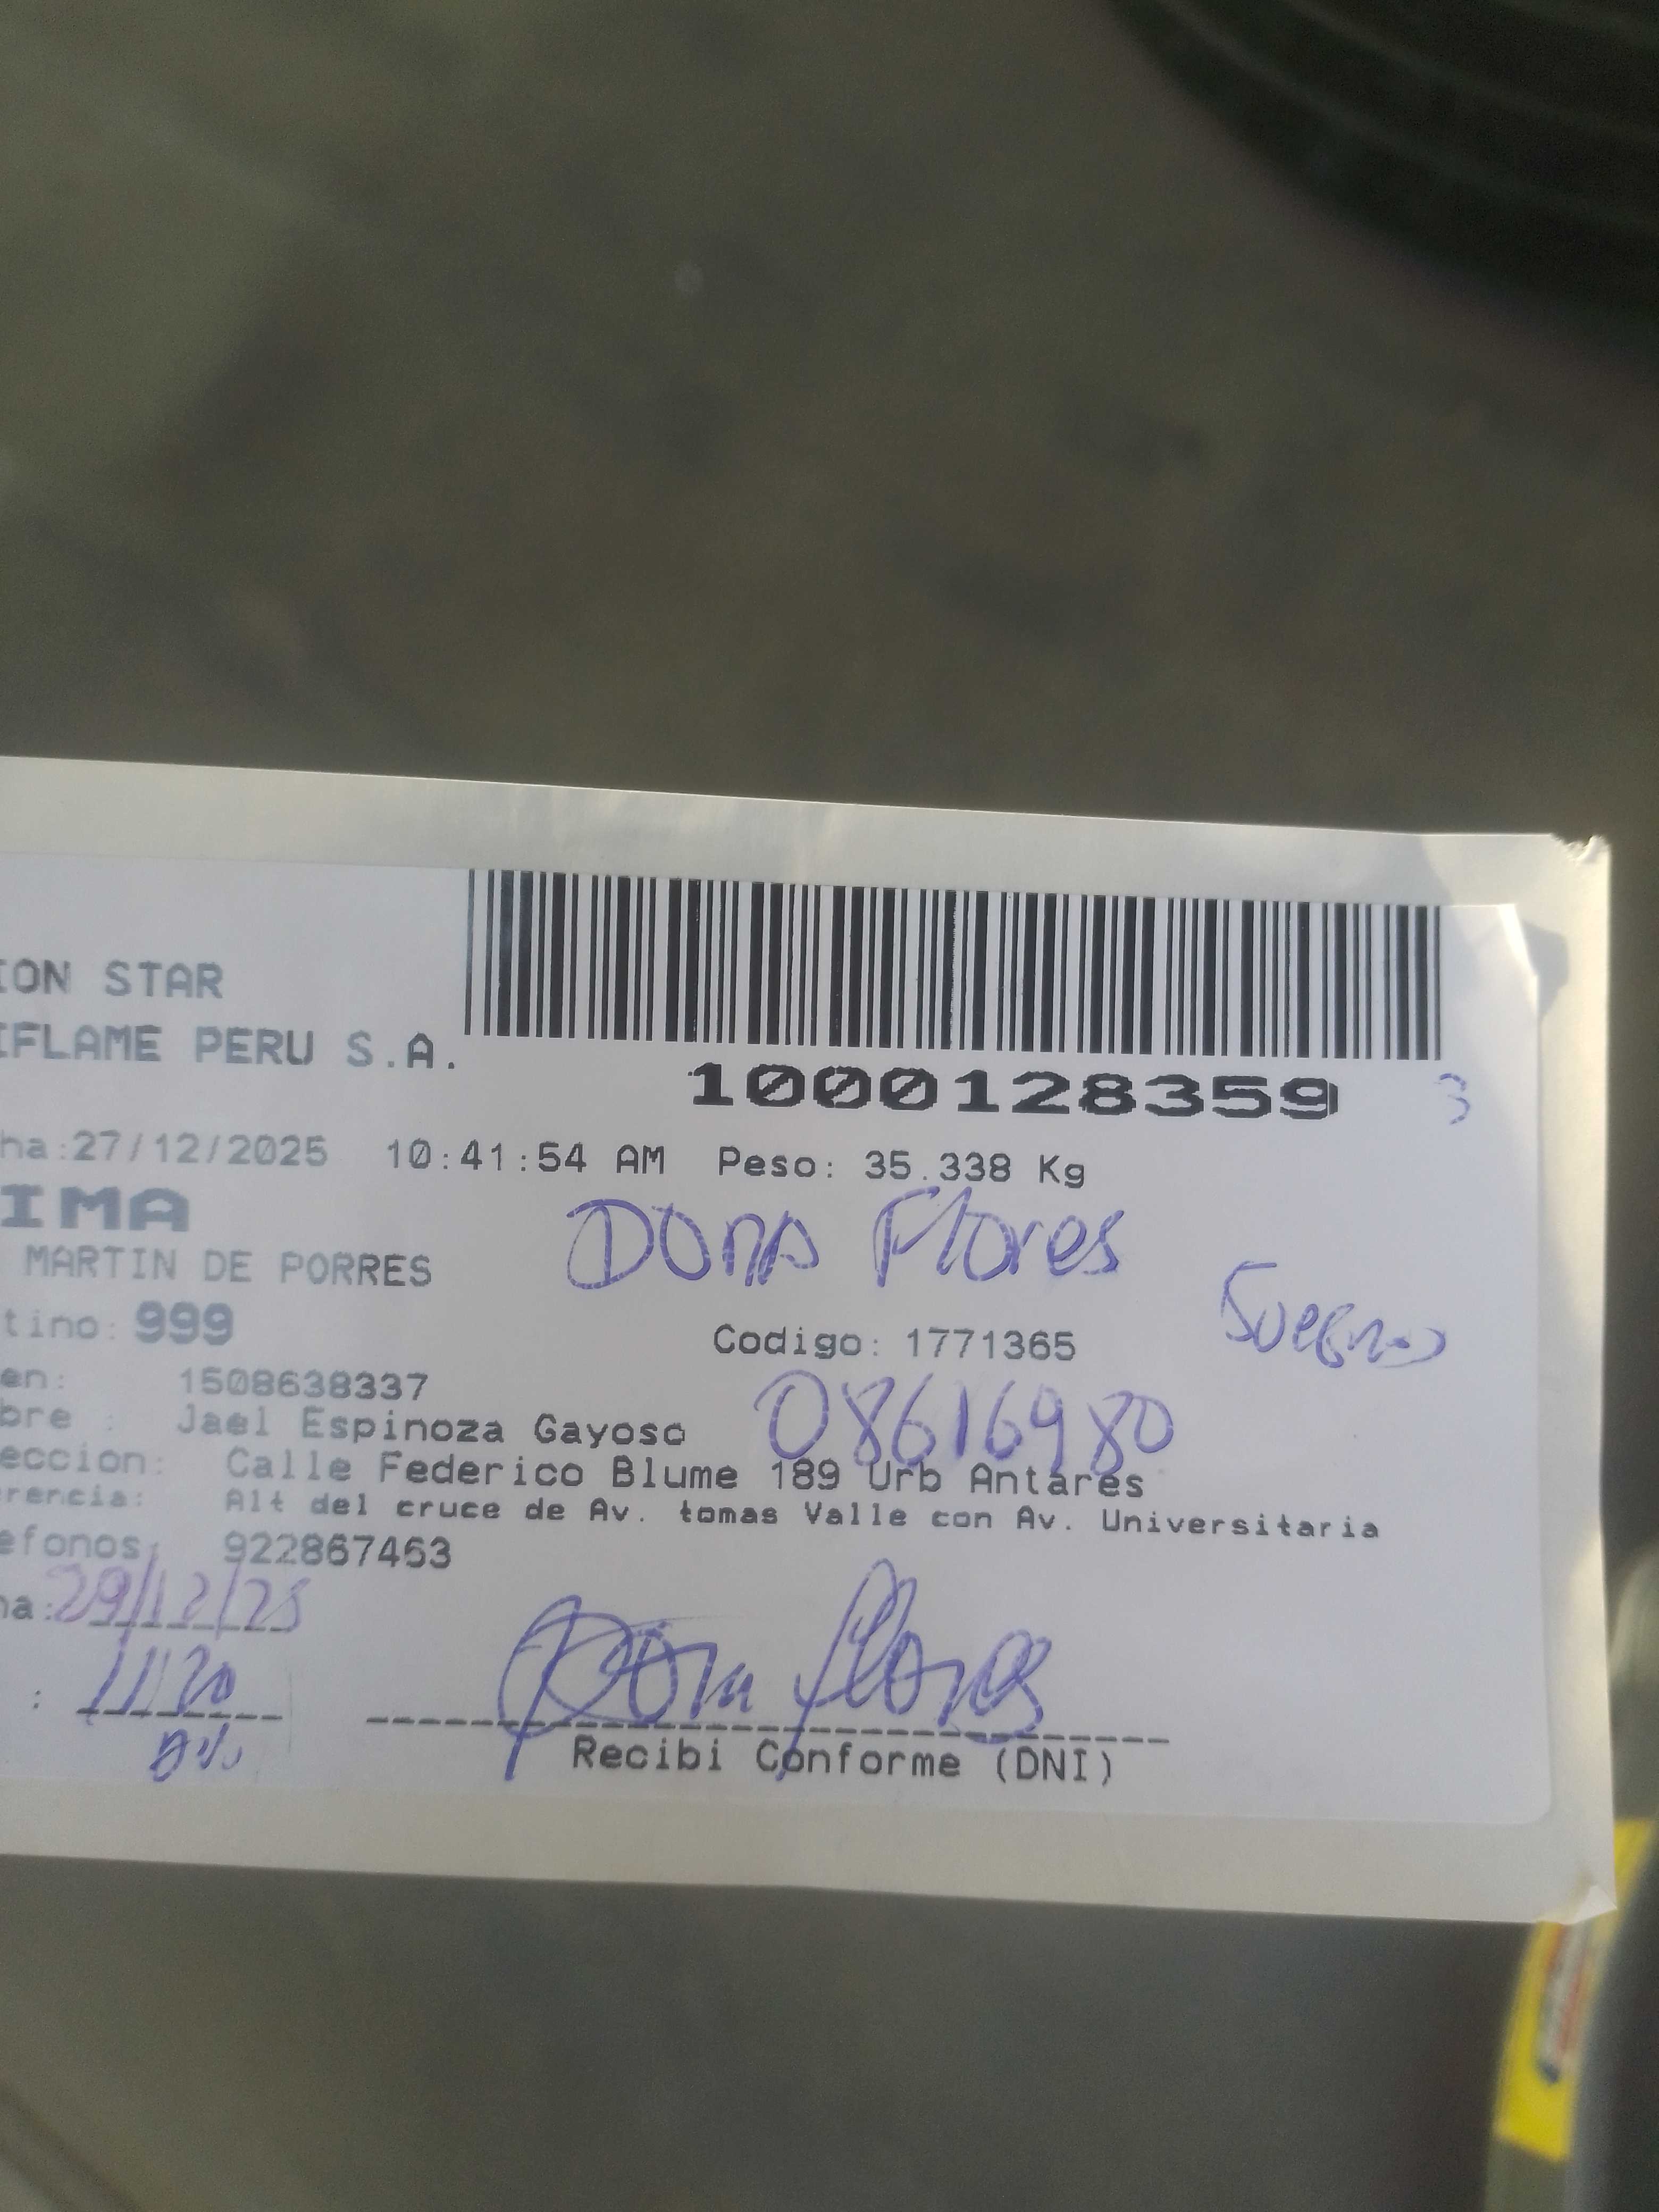 ION STAR
IFLAME PERU S.A.
1000128359 3
ha:27/12/2025 10:41:54 AM Peso: 35.338 Kg
IMA
MARTIN DE PORRES
Dora Flores
tino: 999
Codigo: 1771365
Suegra
en: 1508638337
bre : Jael Espinoza Gayoso
08616980
eccion: Calle Federico Blume 189 Urb Antares
rencia: Alt del cruce de Av. tomas Valle con Av. Universitaria
efonos: 922867463
ha: 29/12/25
: 11:20
Dora flores
Recibi Conforme (DNI)